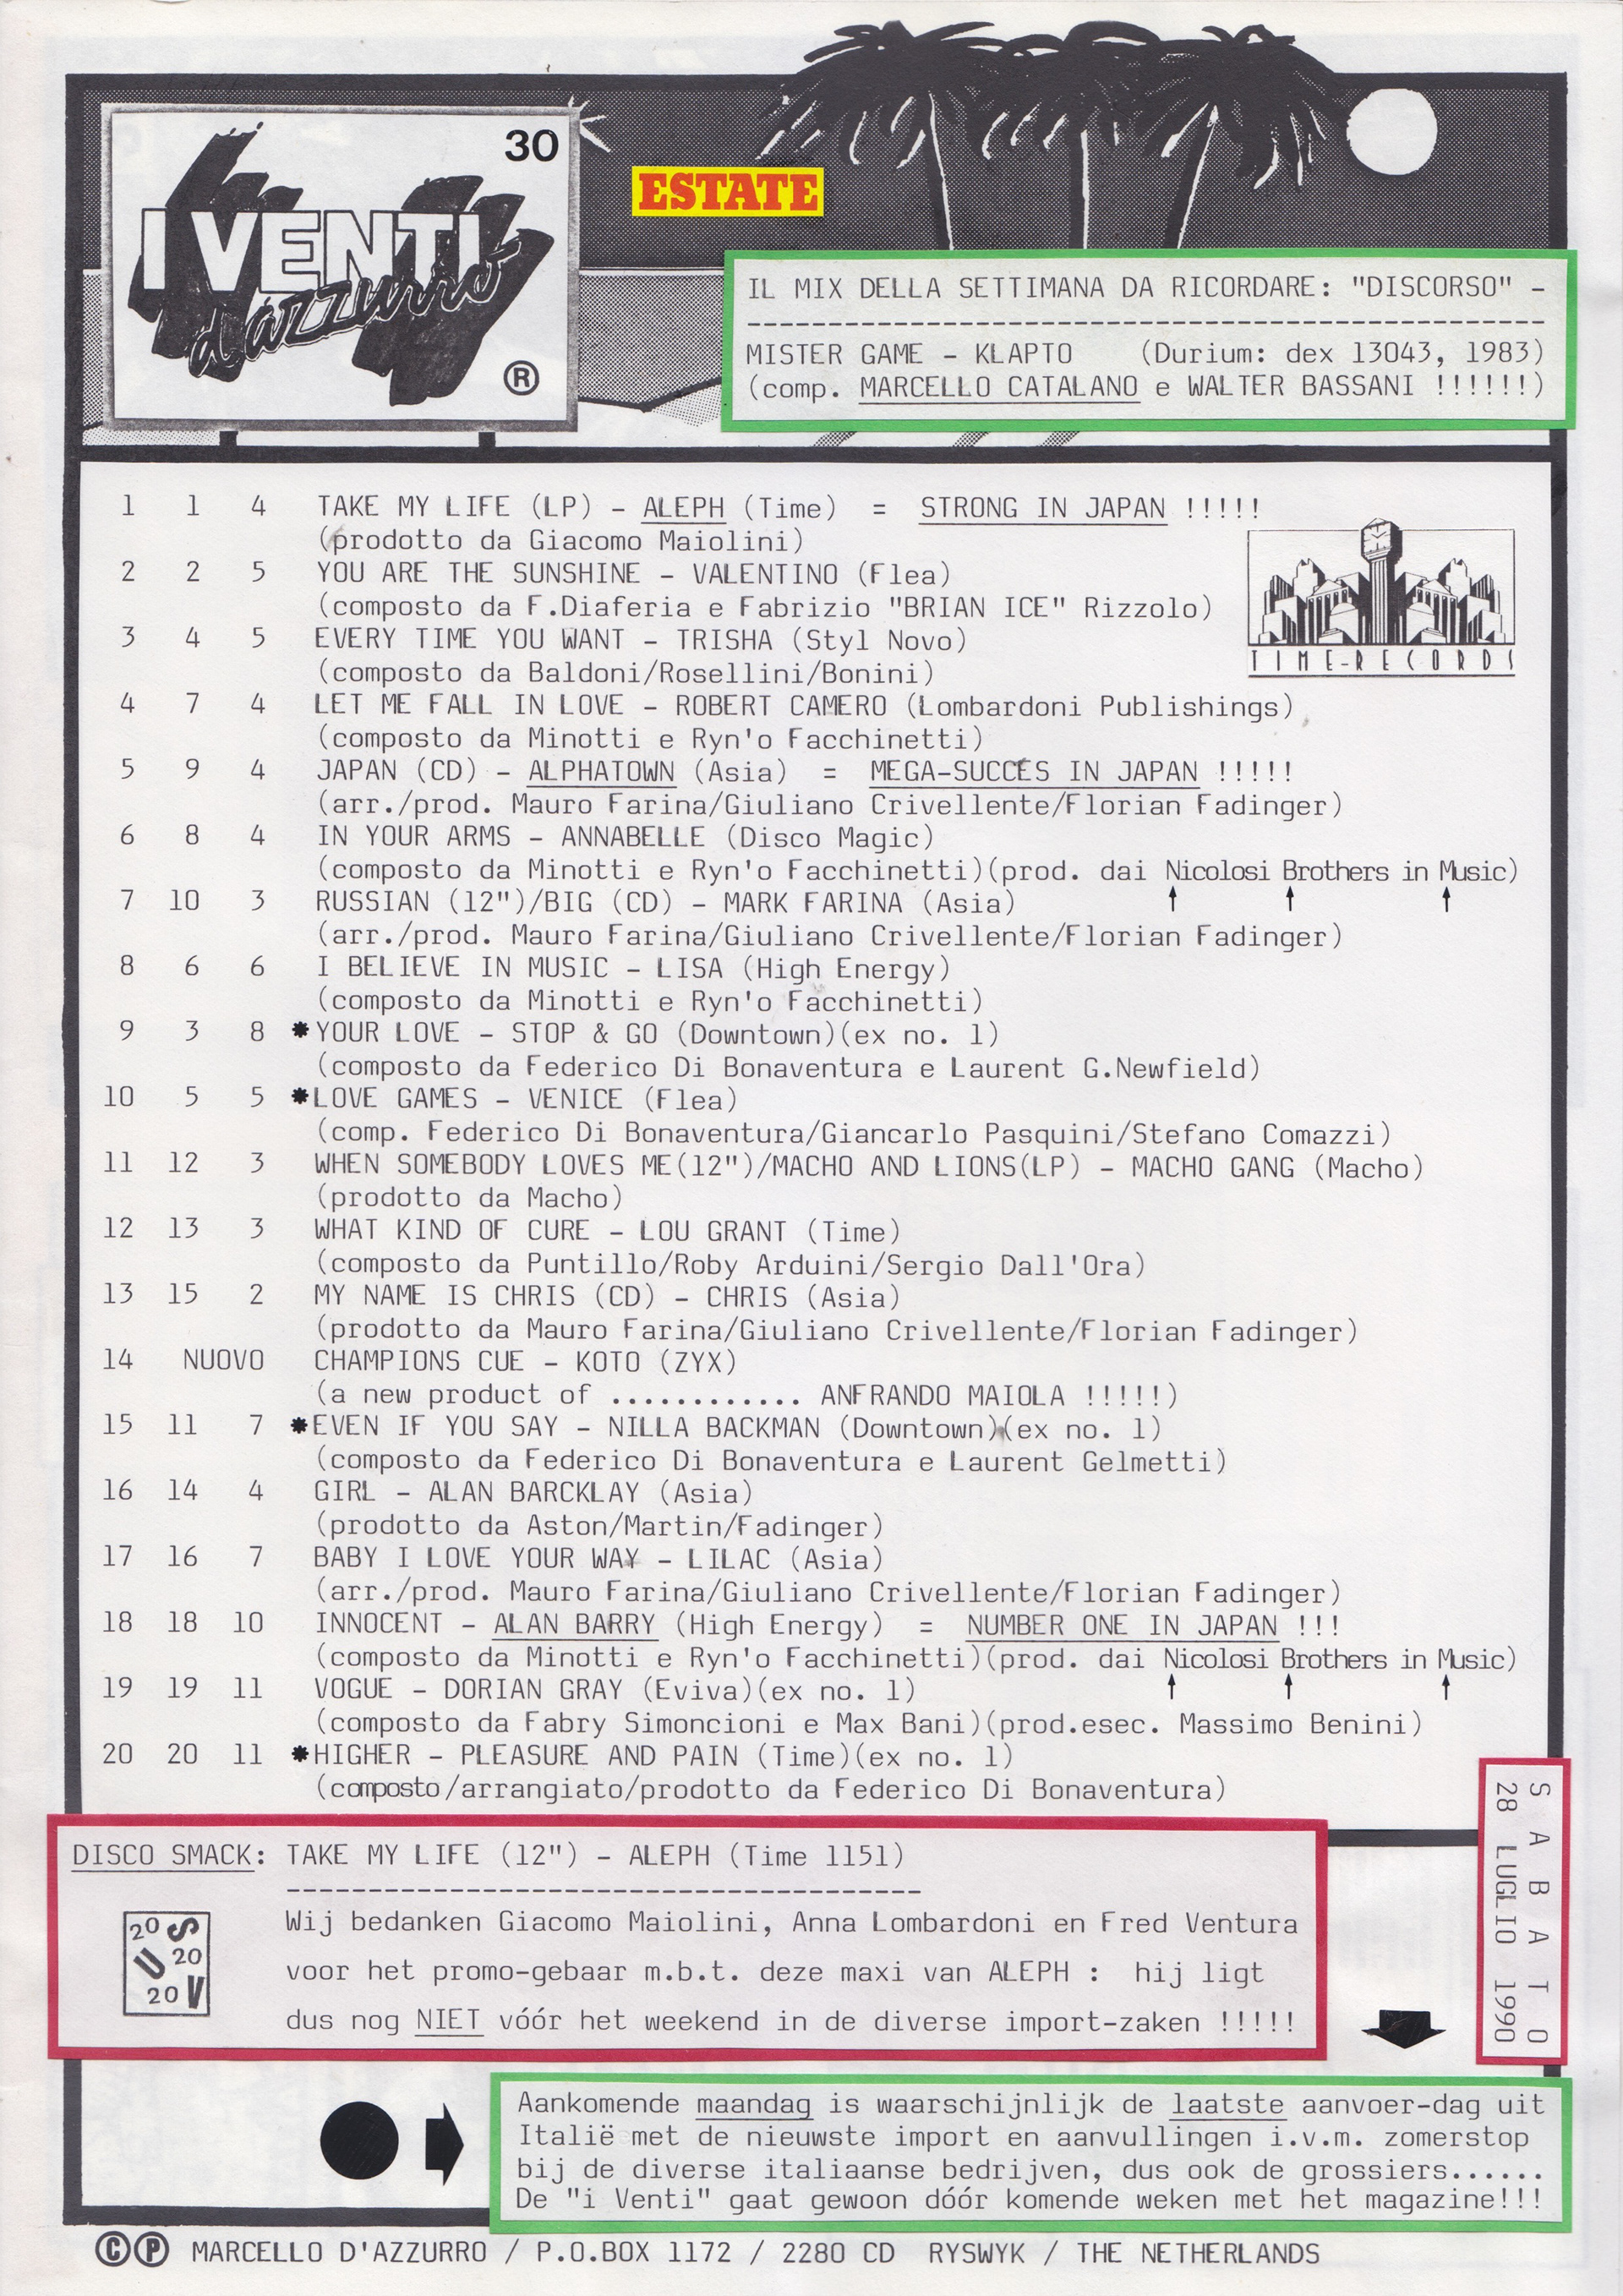 30
I VENTI
d'azzurro
®
ESTATE
IL MIX DELLA SETTIMANA DA RICORDARE: "DISCORSO" -
MISTER GAME - KLAPTO (Durium: dex 13043, 1983)
(comp. MARCELLO CATALANO e WALTER BASSANI !!!!!!)
1 1 4 TAKE MY LIFE (LP) - ALEPH (Time) = STRONG IN JAPAN !!!!!
(prodotto da Giacomo Maiolini)
2 2 5 YOU ARE THE SUNSHINE - VALENTINO (Flea)
(composto da F.Diaferia e Fabrizio "BRIAN ICE" Rizzolo)
3 4 5 EVERY TIME YOU WANT - TRISHA (Styl Novo)
(composto da Baldoni/Rosellini/Bonini)
TIME-RECORDS
4 7 4 LET ME FALL IN LOVE - ROBERT CAMERO (Lombardoni Publishings)
(composto da Minotti e Ryn'o Facchinetti)
5 9 4 JAPAN (CD) - ALPHATOWN (Asia) = MEGA-SUCCES IN JAPAN !!!!!
(arr./prod. Mauro Farina/Giuliano Crivellente/Florian Fadinger)
6 8 4 IN YOUR ARMS - ANNABELLE (Disco Magic)
(composto da Minotti e Ryn'o Facchinetti)(prod. dai Nicolosi Brothers in Music)
7 10 3 RUSSIAN (12")/BIG (CD) - MARK FARINA (Asia)
(arr./prod. Mauro Farina/Giuliano Crivellente/Florian Fadinger)
8 6 6 I BELIEVE IN MUSIC - LISA (High Energy)
(composto da Minotti e Ryn'o Facchinetti)
9 3 8 *YOUR LOVE - STOP & GO (Downtown)(ex no. 1)
(composto da Federico Di Bonaventura e Laurent G.Newfield)
10 5 5 *LOVE GAMES - VENICE (Flea)
(comp. Federico Di Bonaventura/Giancarlo Pasquini/Stefano Comazzi)
11 12 3 WHEN SOMEBODY LOVES ME(12")/MACHO AND LIONS(LP) - MACHO GANG (Macho)
(prodotto da Macho)
12 13 3 WHAT KIND OF CURE - LOU GRANT (Time)
(composto da Puntillo/Roby Arduini/Sergio Dall'Ora)
13 15 2 MY NAME IS CHRIS (CD) - CHRIS (Asia)
(prodotto da Mauro Farina/Giuliano Crivellente/Florian Fadinger)
14 NUOVO CHAMPIONS CUE - KOTO (ZYX)
(a new product of ............ ANFRANDO MAIOLA !!!!!)
15 11 7 *EVEN IF YOU SAY - NILLA BACKMAN (Downtown)(ex no. 1)
(composto da Federico Di Bonaventura e Laurent Gelmetti)
16 14 4 GIRL - ALAN BARCKLAY (Asia)
(prodotto da Aston/Martin/Fadinger)
17 16 7 BABY I LOVE YOUR WAY - LILAC (Asia)
(arr./prod. Mauro Farina/Giuliano Crivellente/Florian Fadinger)
18 18 10 INNOCENT - ALAN BARRY (High Energy) = NUMBER ONE IN JAPAN !!!
(composto da Minotti e Ryn'o Facchinetti)(prod. dai Nicolosi Brothers in Music)
19 19 11 VOGUE - DORIAN GRAY (Eviva)(ex no. 1)
(composto da Fabry Simoncioni e Max Bani)(prod.esec. Massimo Benini)
20 20 11 *HIGHER - PLEASURE AND PAIN (Time)(ex no. 1)
(composto/arrangiato/prodotto da Federico Di Bonaventura)
SABATO
28 LUGLIO 1990
DISCO SMACK: TAKE MY LIFE (12") - ALEPH (Time 1151)
Wij bedanken Giacomo Maiolini, Anna Lombardoni en Fred Ventura
voor het promo-gebaar m.b.t. deze maxi van ALEPH : hij ligt
dus nog NIET vóór het weekend in de diverse import-zaken !!!!!
20 S
U 20
20 V
Aankomende maandag is waarschijnlijk de laatste aanvoer-dag uit
Italië met de nieuwste import en aanvullingen i.v.m. zomerstop
bij de diverse italiaanse bedrijven, dus ook de grossiers......
De "i Venti" gaat gewoon dóór komende weken met het magazine!!!
©Ⓟ MARCELLO D'AZZURRO / P.O.BOX 1172 / 2280 CD RYSWYK / THE NETHERLANDS